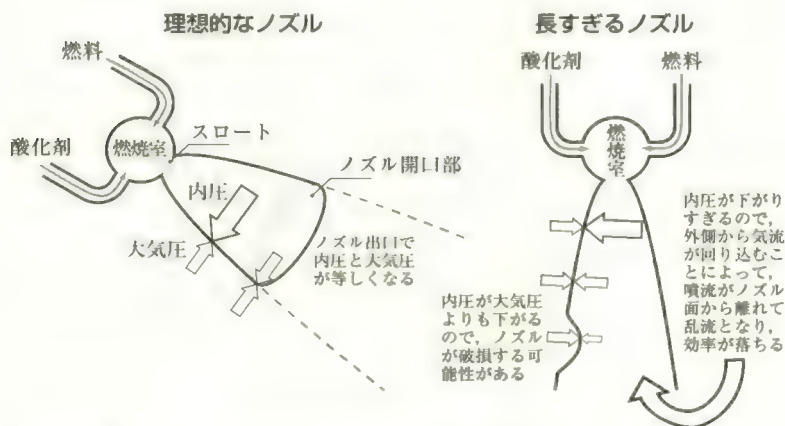 理想的なノズル
燃料
酸化剤
燃焼室
スロート
ノズル開口部
内圧
大気圧
ノズル出口で
内圧と大気圧
が等しくなる
長すぎるノズル
酸化剤
燃料
燃焼室
内圧が下がり
すぎるので，
外側から気流
が回り込むこ
とによって，
噴流がノズル
面から離れて
乱流となり，
効率が落ちる
内圧が大気圧
よりも下がる
ので，ノズル
が破損する可
能性がある